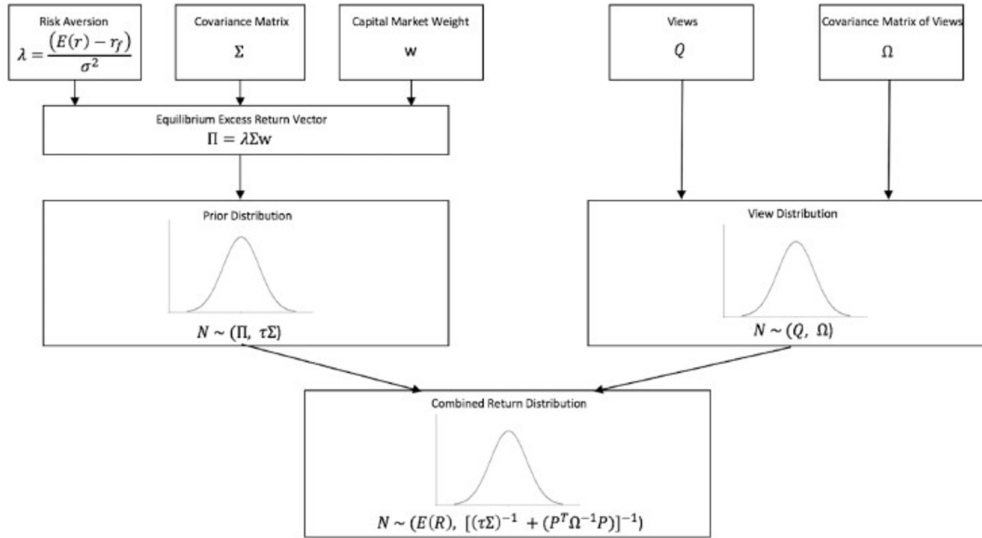 Risk Aversion
λ = (E(r) − r_f) / σ²
Covariance Matrix
Σ
Capital Market Weight
w
Views
Q
Covariance Matrix of Views
Ω
Equilibrium Excess Return Vector
Π = λΣw
Prior Distribution
N ~ (Π, τΣ)
View Distribution
N ~ (Q, Ω)
Combined Return Distribution
N ~ (E(R), [(τΣ)⁻¹ + (PᵀΩ⁻¹P)]⁻¹)